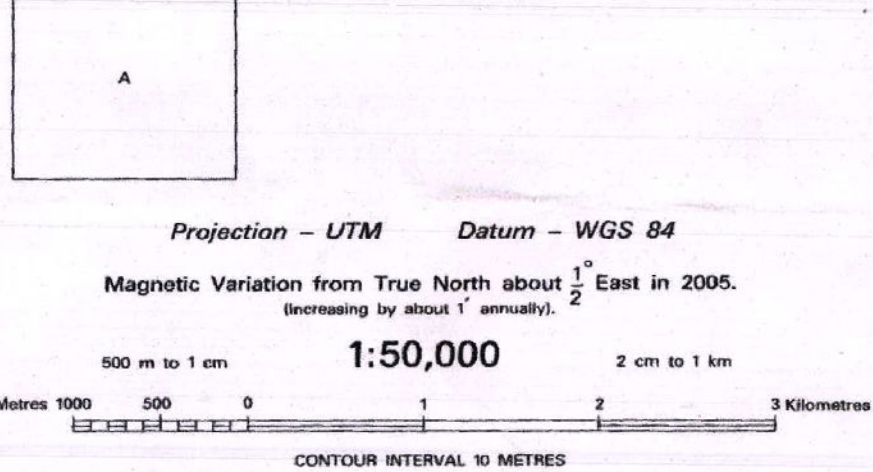 A
Projection – UTM Datum – WGS 84
Magnetic Variation from True North about 1/2° East in 2005.
(Increasing by about 1′ annually).
500 m to 1 cm 1:50,000 2 cm to 1 km
Metres 1000 500 0 1 2 3 Kilometres
CONTOUR INTERVAL 10 METRES